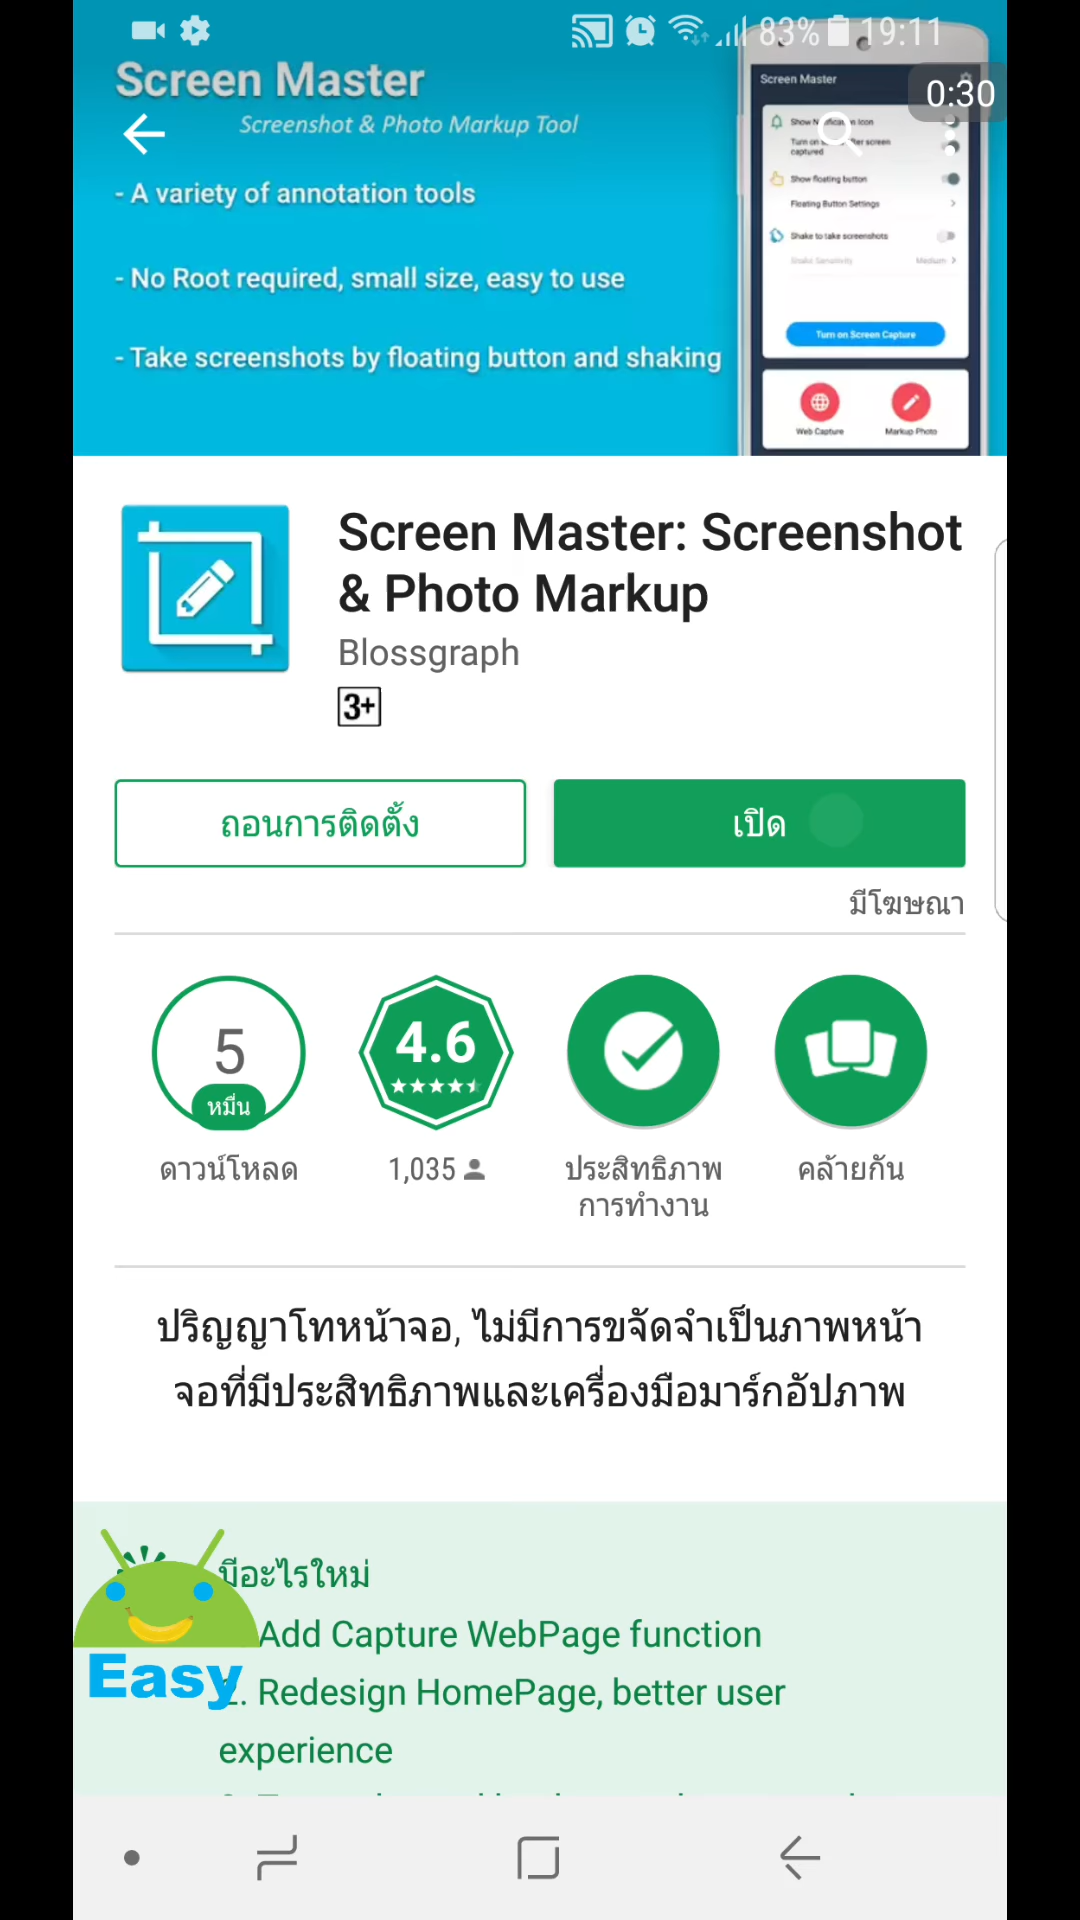 83% 19:11
0:30
Screen Master
Screenshot & Photo Markup Tool
- A variety of annotation tools
- No Root required, small size, easy to use
- Take screenshots by floating button and shaking
Screen Master
Turn on
captured
Show floating button
Floating Button Settings
Shake to take screenshots
Shake Sensitivity Medium
Turn on Screen Capture
Web Capture Markup Photo
Screen Master: Screenshot
& Photo Markup
Blossgraph
3+
ถอนการติดตั้ง เปิด
มีโฆษณา
5 4.6
หมื่น
ดาวน์โหลด 1,035 ประสิทธิภาพ คล้ายกัน
การทำงาน
ปริญญาโทหน้าจอ, ไม่มีการขจัดจำเป็นภาพหน้า
จอที่มีประสิทธิภาพและเครื่องมือมาร์กอัปภาพ
มีอะไรใหม่
Add Capture WebPage function
Easy
2. Redesign HomePage, better user
experience